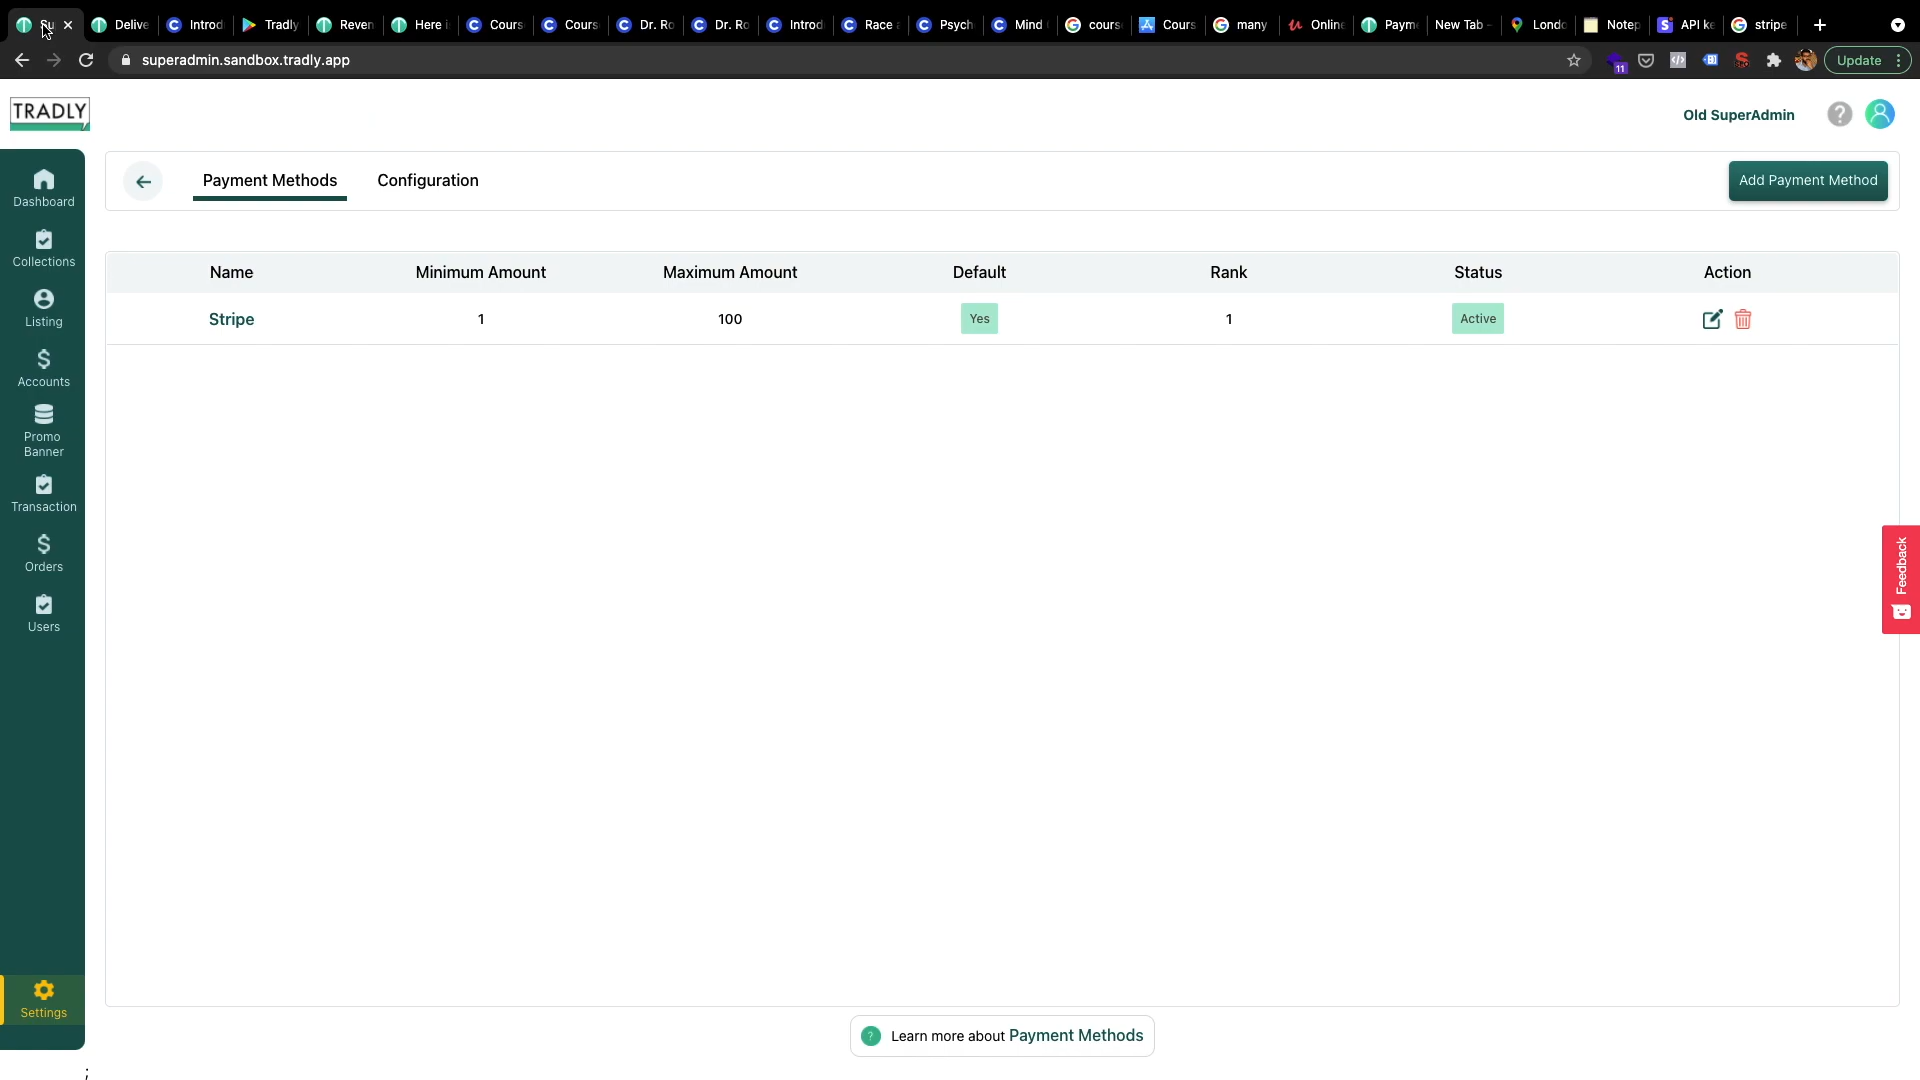 Su
Delive
Introd
Tradly
Reven
Here i
Cours
Cours
Dr. Ro
Dr. Ro
Introd
Race a
Psych
Mind
cours
Cours
many
Online
Payme
New Tab -
Londo
Notep
API ke
stripe
superadmin.sandbox.tradly.app
11
Update
TRADLY
Old SuperAdmin
?
Dashboard
Collections
Listing
Accounts
Promo
Banner
Transaction
Orders
Users
Settings
Payment Methods
Configuration
Add Payment Method
Name Minimum Amount Maximum Amount Default Rank Status Action
Stripe 1 100 Yes 1 Active
Feedback
? Learn more about Payment Methods
;